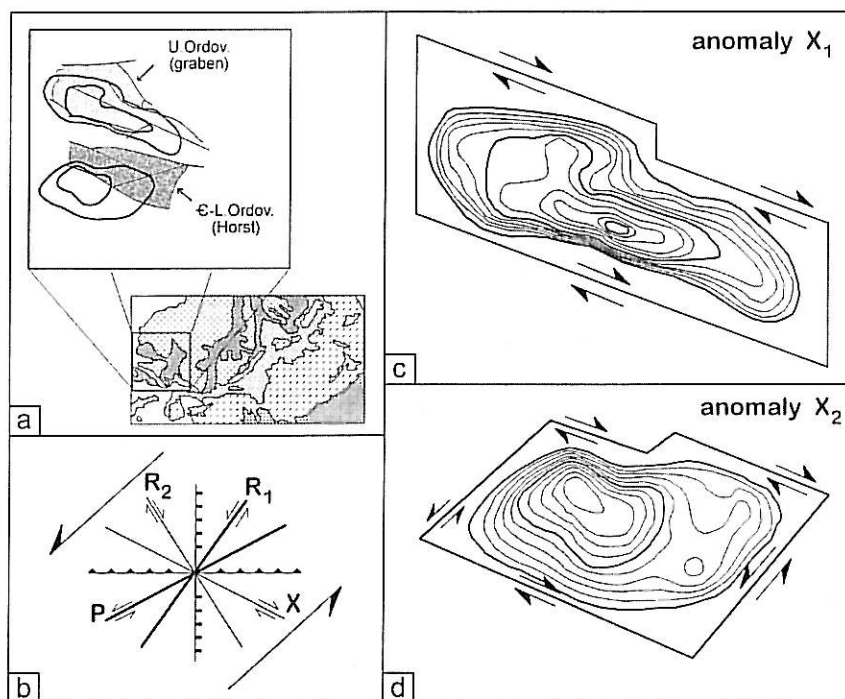 U.Ordov.
(graben)
Є-L.Ordov.
(Horst)
a
R2
R1
P
X
b
anomaly X1
c
anomaly X2
d